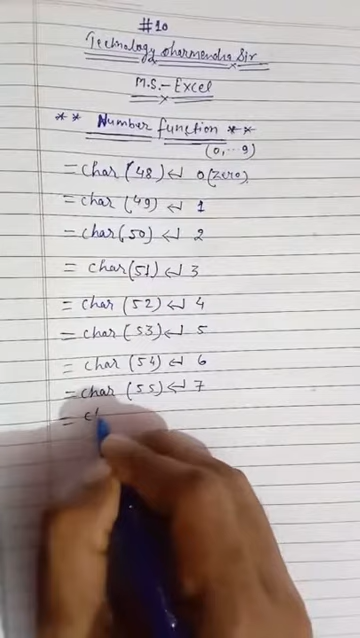 #10
Technology Dharmendra Sir
M.S.- Excel
** Number function **
(0, ...9)
= char (48) ↵ 0 (zero)
= char (49) ↵ 1
= char (50) ↵ 2
= char (51) ↵ 3
= char (52) ↵ 4
= char (53) ↵ 5
= char (54) ↵ 6
= char (55) ↵ 7
= c